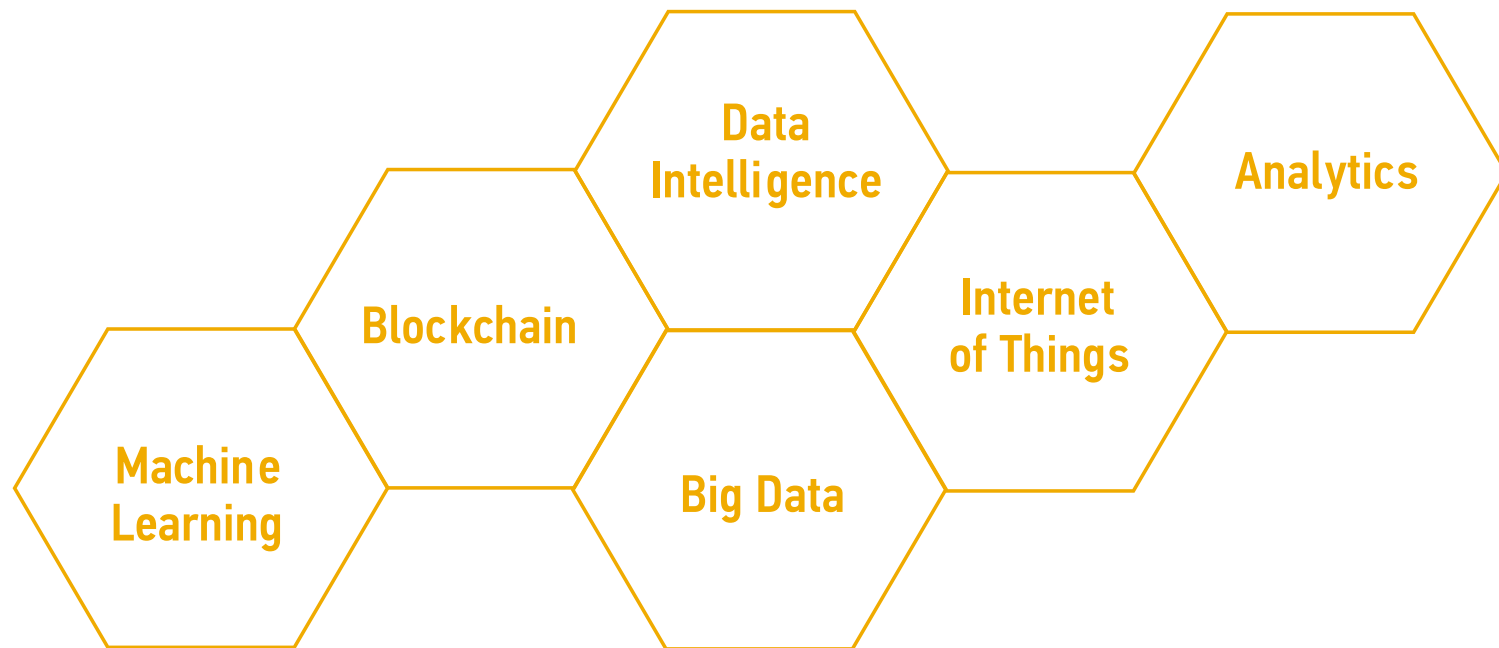 Data
Intelligence
Analytics
Blockchain
Internet
of Things
Machine
Learning
Big Data